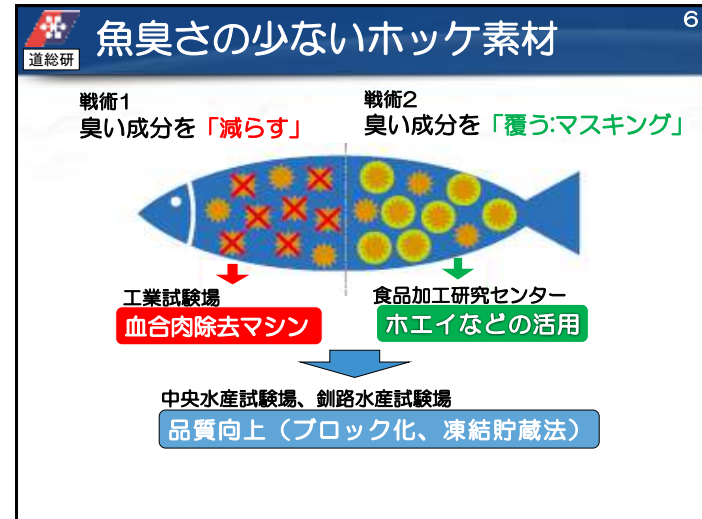 6
道総研
魚臭さの少ないホッケ素材
戦術1
臭い成分を「減らす」
戦術2
臭い成分を「覆う:マスキング」
工業試験場
血合肉除去マシン
食品加工研究センター
ホエイなどの活用
中央水産試験場、釧路水産試験場
品質向上（ブロック化、凍結貯蔵法）